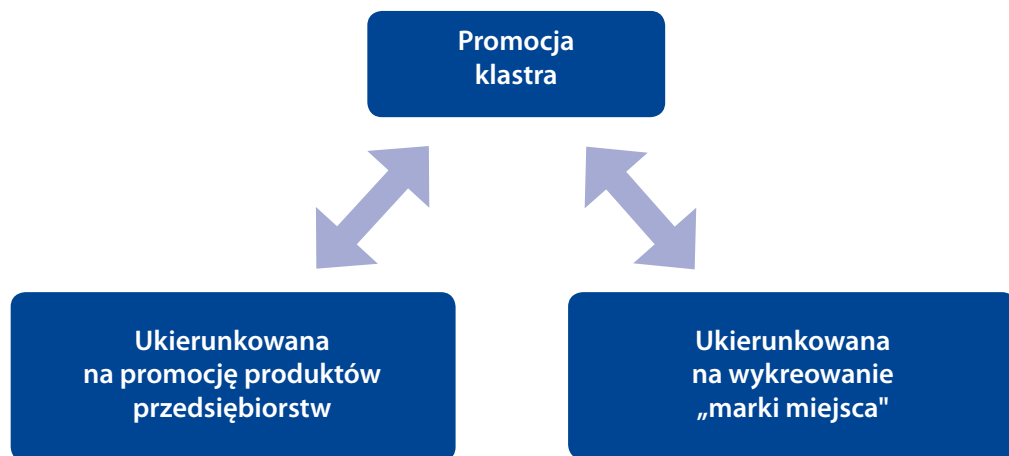 Promocja
klastra
Ukierunkowana
na promocję produktów
przedsiębiorstw
Ukierunkowana
na wykreowanie
„marki miejsca"